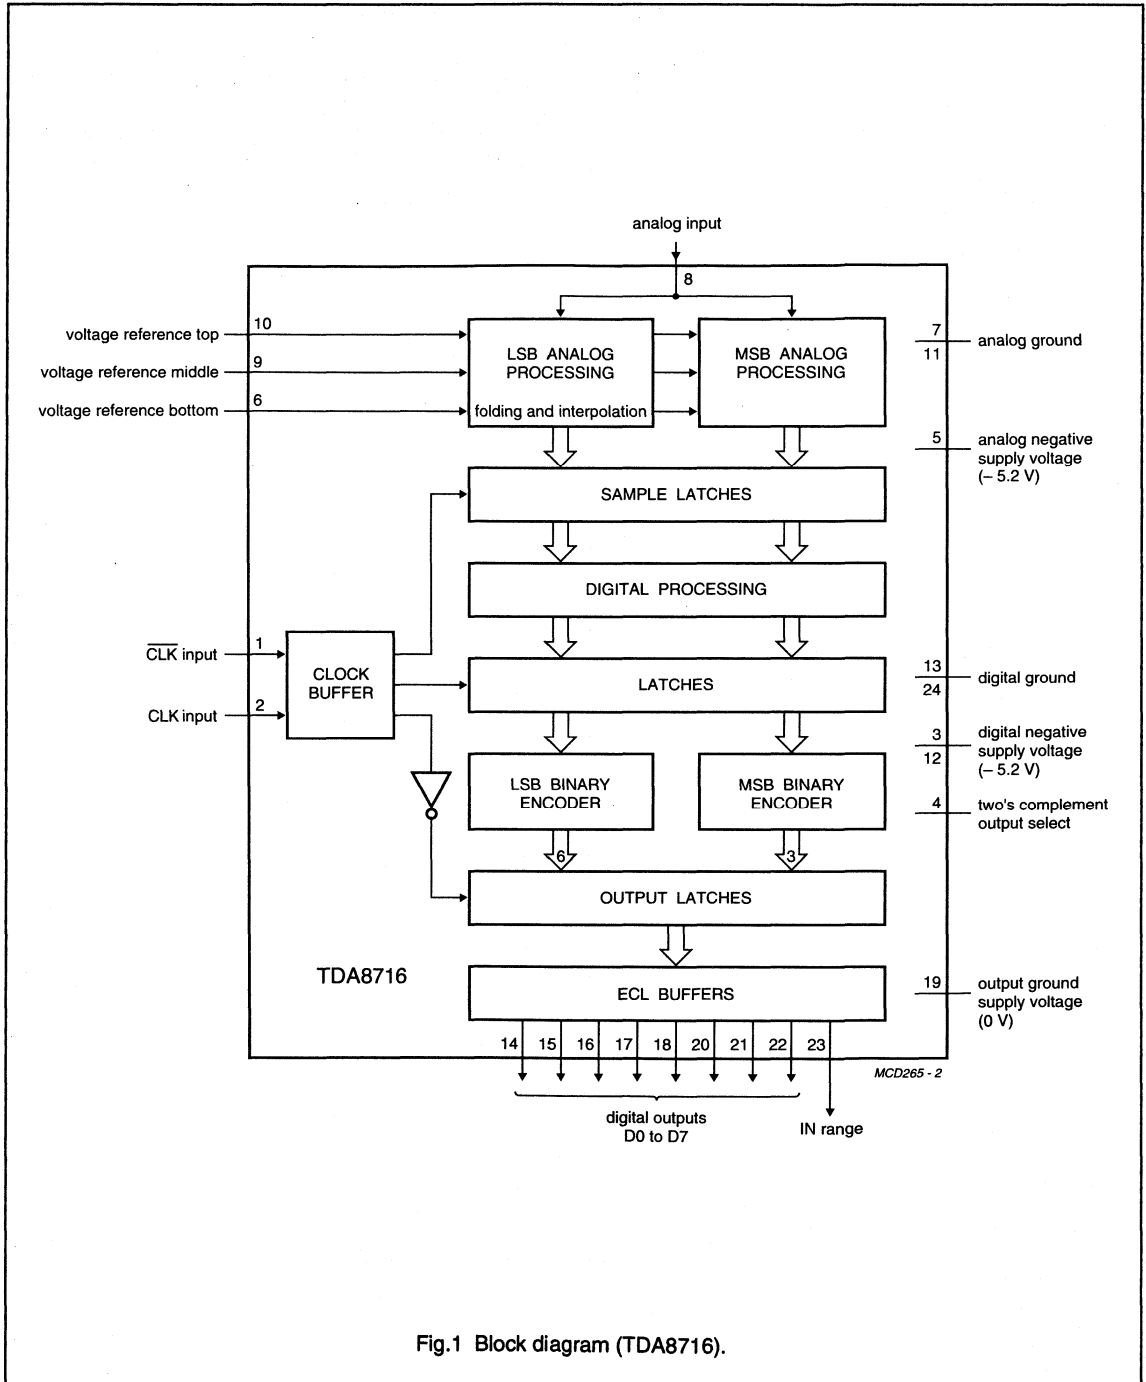 analog input
8
voltage reference top
10
voltage reference middle
9
voltage reference bottom
6
LSB ANALOG
PROCESSING
folding and interpolation
MSB ANALOG
PROCESSING
7
11
analog ground
5
analog negative
supply voltage
(– 5.2 V)
SAMPLE LATCHES
DIGITAL PROCESSING
CLK input
1
CLK input
2
CLOCK
BUFFER
LATCHES
13
24
digital ground
3
12
digital negative
supply voltage
(– 5.2 V)
LSB BINARY
ENCODER
MSB BINARY
ENCODER
4
two's complement
output select
6
3
OUTPUT LATCHES
TDA8716
ECL BUFFERS
19
output ground
supply voltage
(0 V)
14 15 16 17 18 20 21 22 23
MCD265 - 2
digital outputs
D0 to D7
IN range
Fig.1 Block diagram (TDA8716).